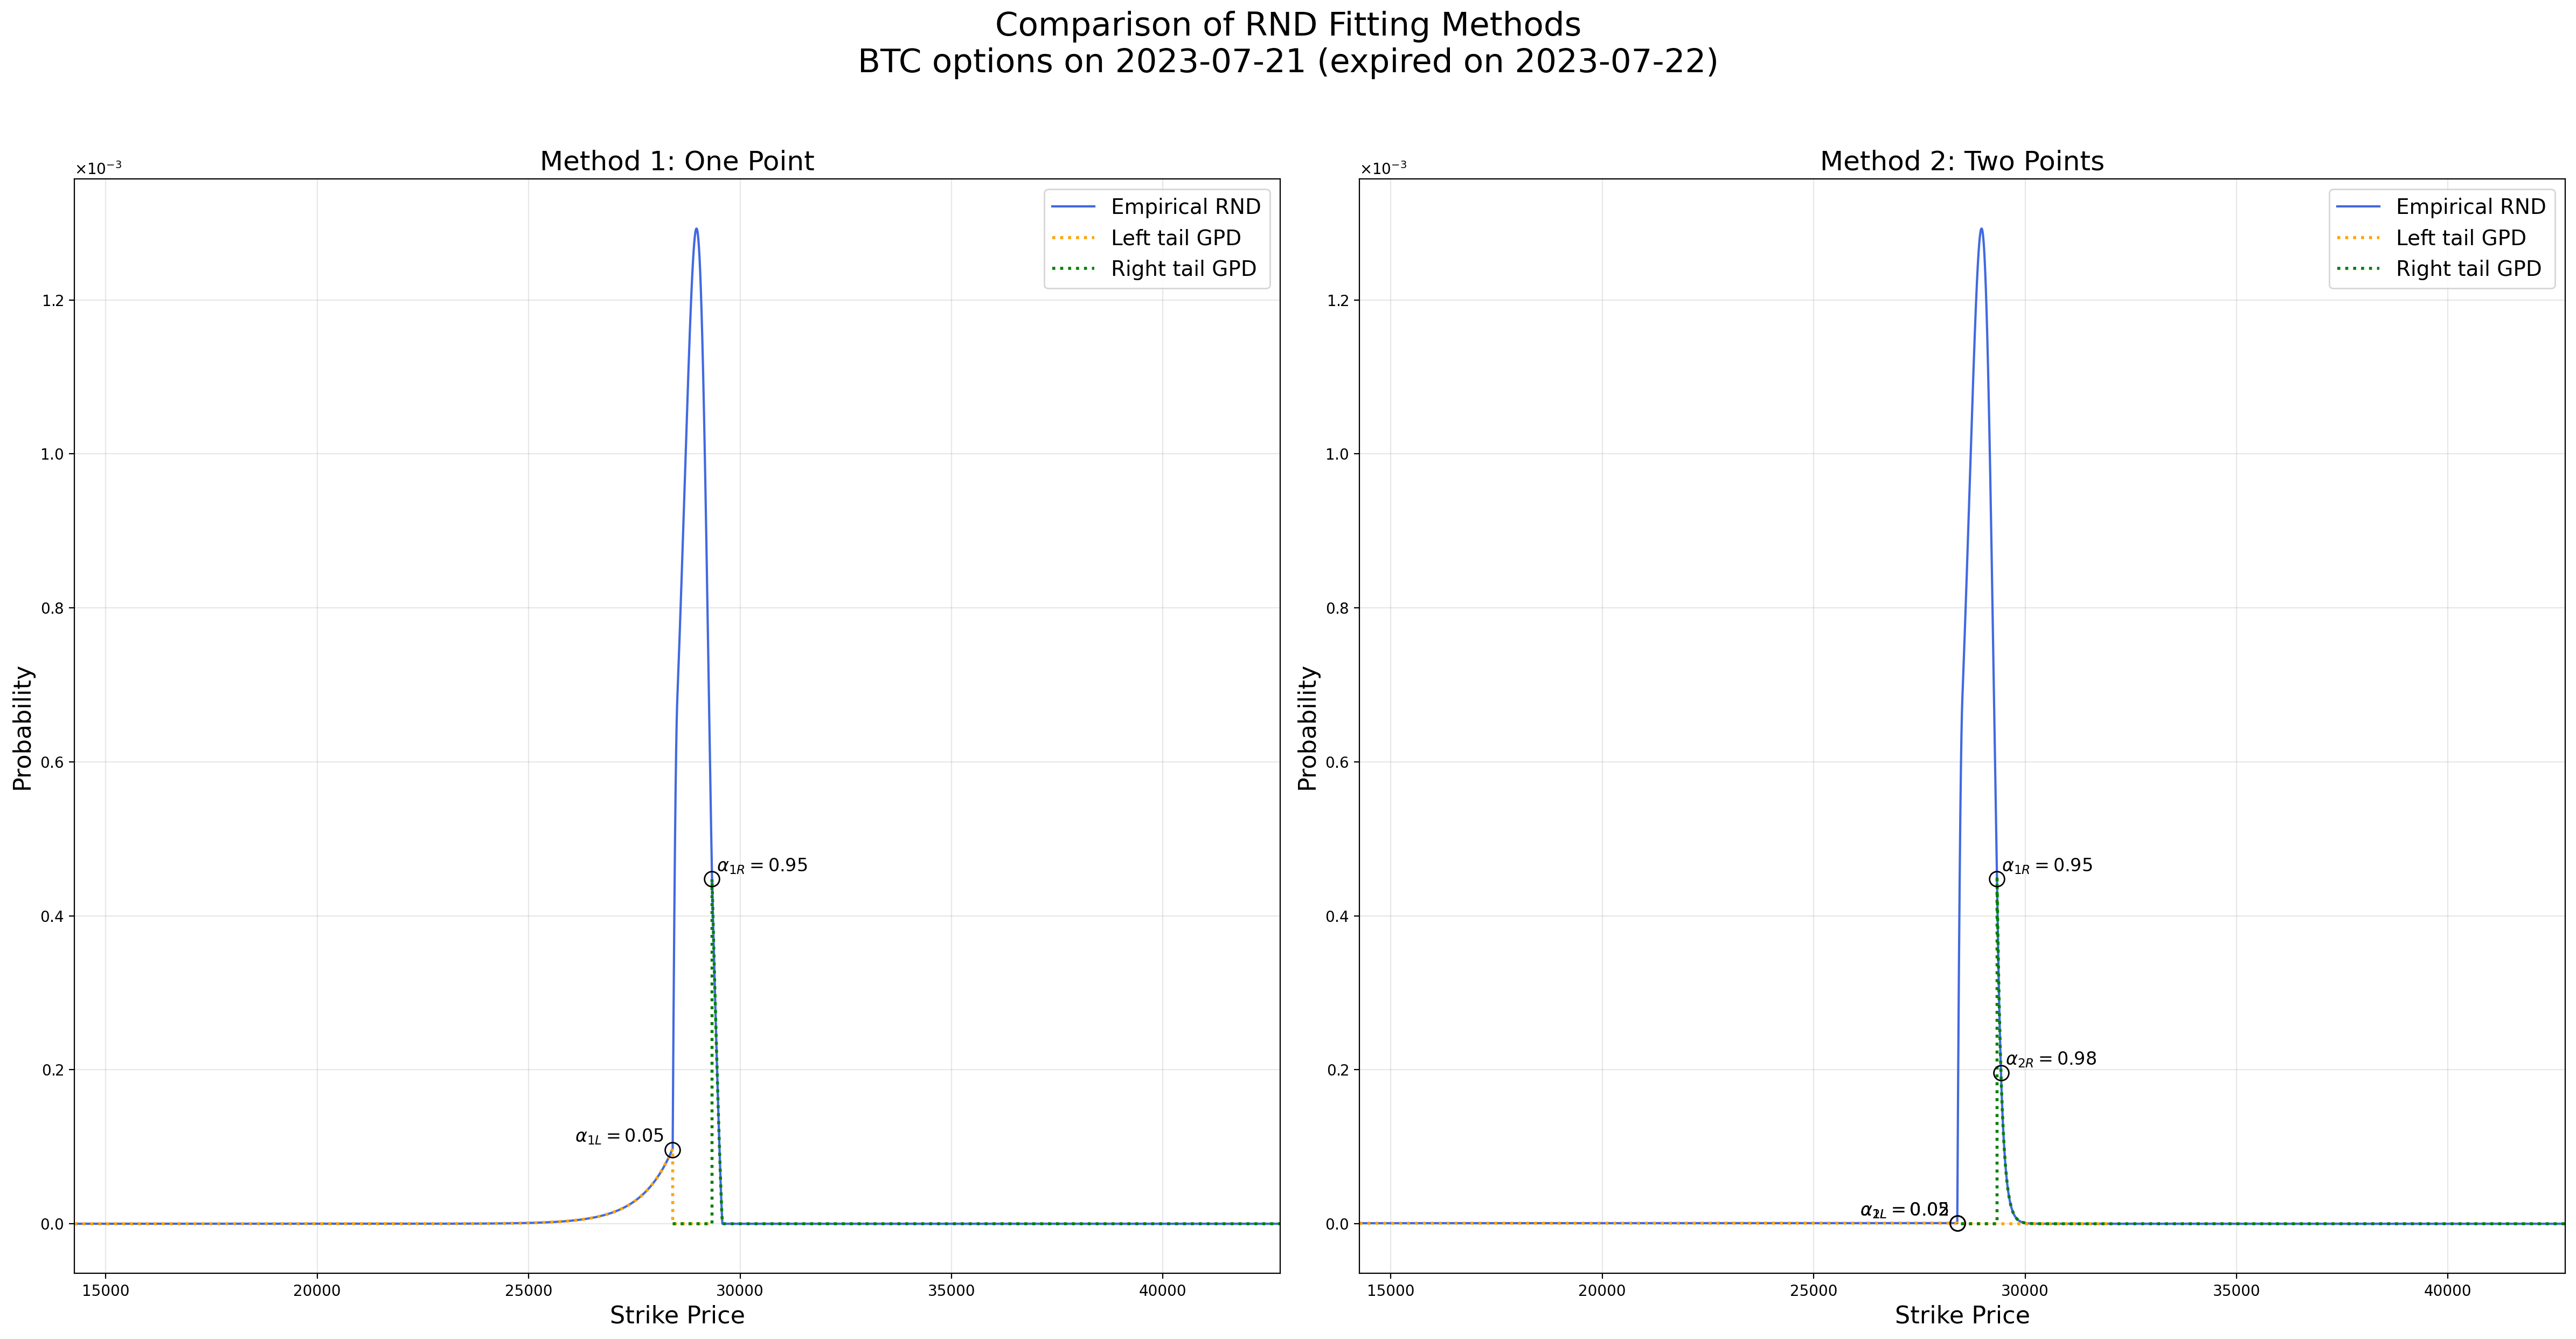 Comparison of RND Fitting Methods
BTC options on 2023-07-21 (expired on 2023-07-22)
Method 1: One Point
×10⁻³
Empirical RND
Left tail GPD
Right tail GPD
1.2
1.0
0.8
0.6
0.4
0.2
0.0
Probability
α₁R = 0.95
α₁L = 0.05
15000 20000 25000 30000 35000 40000
Strike Price
Method 2: Two Points
×10⁻³
Empirical RND
Left tail GPD
Right tail GPD
1.2
1.0
0.8
0.6
0.4
0.2
0.0
Probability
α₁R = 0.95
α₂R = 0.98
15000 20000 25000 30000 35000 40000
Strike Price